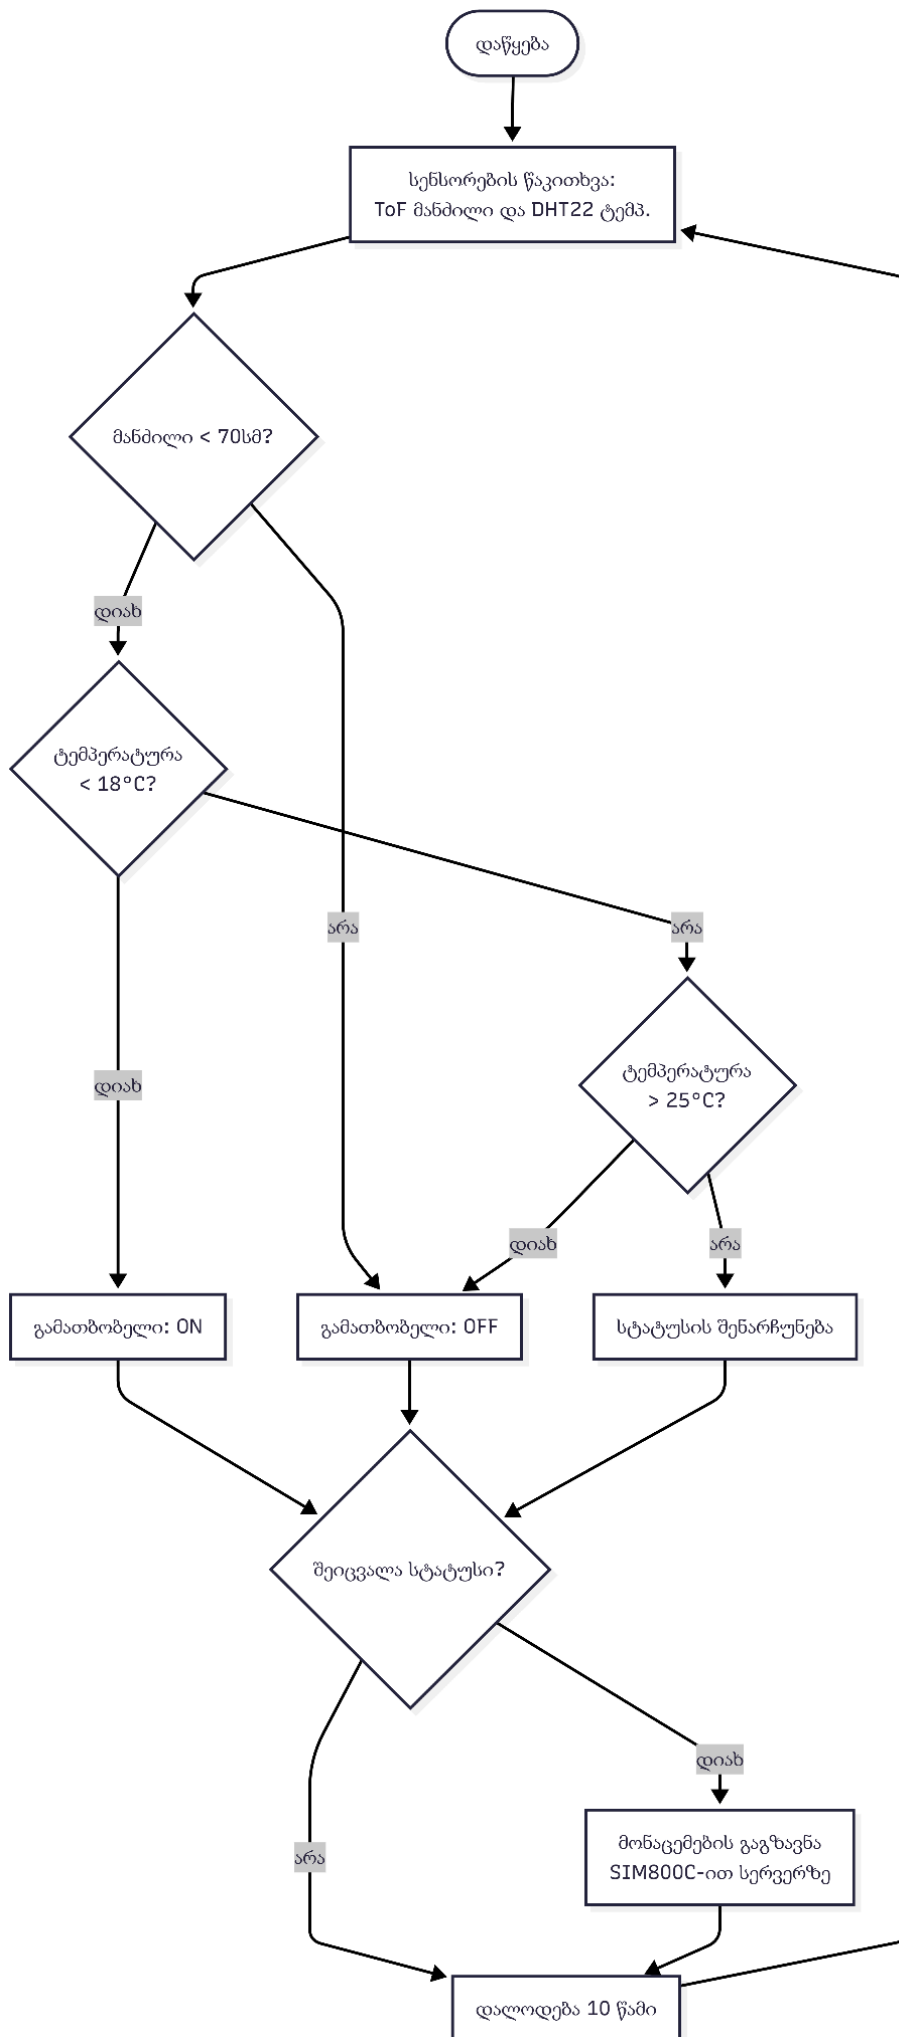 დაწყება
სენსორების წაკითხვა:
ToF მანძილი და DHT22 ტემპ.
მანძილი < 70სმ?
დიახ
ტემპერატურა
< 18°C?
არა
არა
ტემპერატურა
> 25°C?
დიახ
დიახ
არა
გამათბობელი: ON
გამათბობელი: OFF
სტატუსის შენარჩუნება
შეიცვალა სტატუსი?
დიახ
მონაცემების გაგზავნა
SIM800C-ით სერვერზე
არა
დალოდება 10 წამი